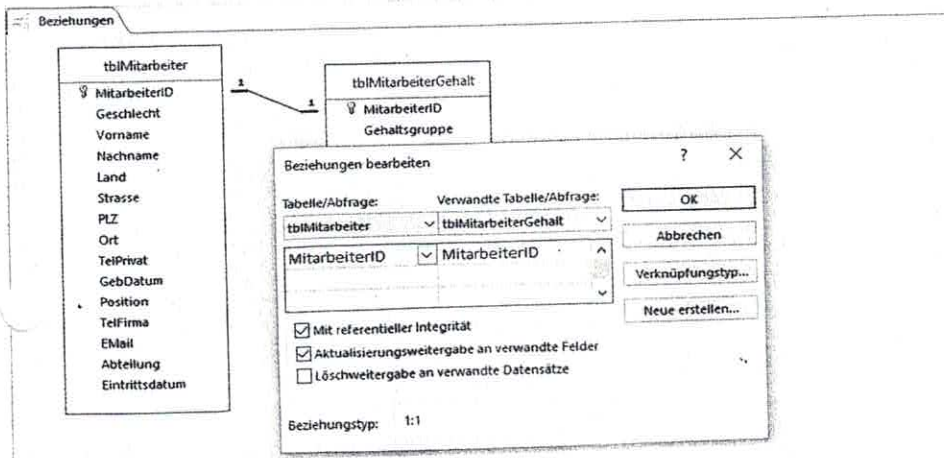 Beziehungen
tblMitarbeiter
MitarbeiterID
Geschlecht
Vorname
Nachname
Land
Strasse
PLZ
Ort
TelPrivat
GebDatum
Position
TelFirma
EMail
Abteilung
Eintrittsdatum
1
1
tblMitarbeiterGehalt
MitarbeiterID
Gehaltsgruppe
Beziehungen bearbeiten
?
Tabelle/Abfrage: Verwandte Tabelle/Abfrage:
tblMitarbeiter tblMitarbeiterGehalt
MitarbeiterID MitarbeiterID
Mit referentieller Integrität
Aktualisierungsweitergabe an verwandte Felder
Löschweitergabe an verwandte Datensätze
Beziehungstyp: 1:1
OK
Abbrechen
Verknüpfungstyp...
Neue erstellen...